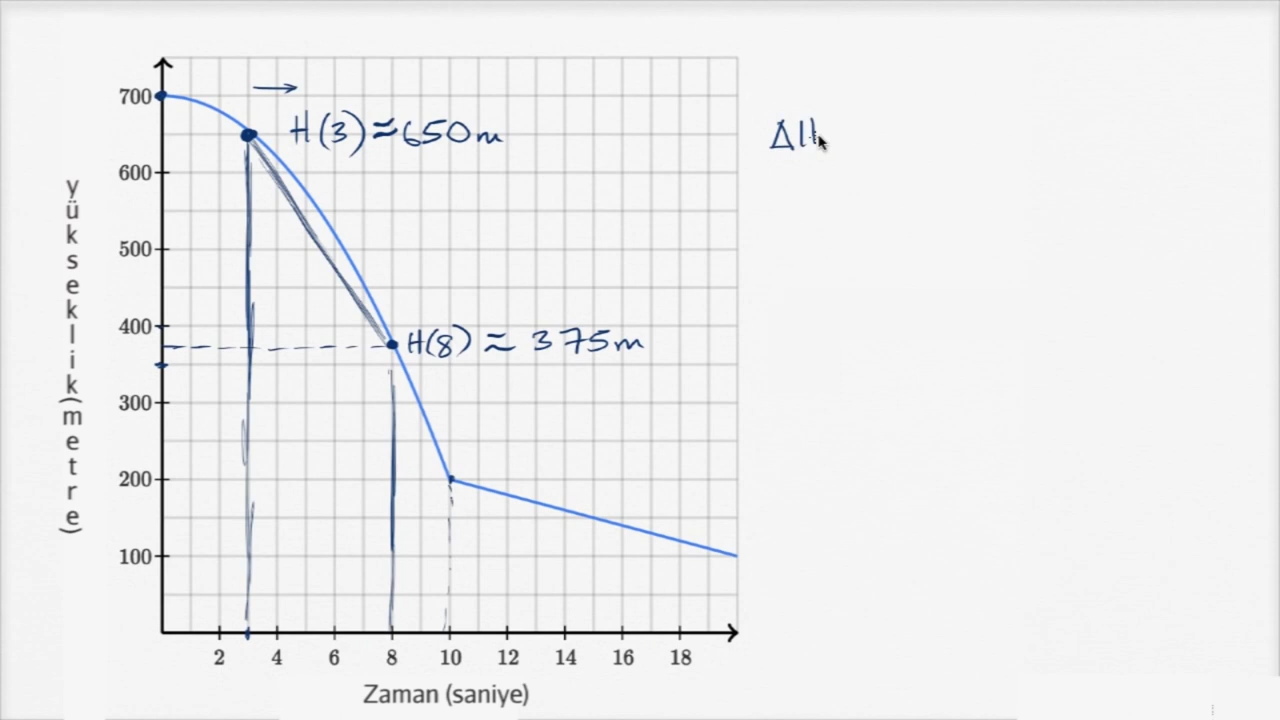 700
600
500
400
300
200
100
yükseklik(metre)
H(3)≈650m
H(8) ≈ 375m
ΔH
2 4 6 8 10 12 14 16 18
Zaman (saniye)